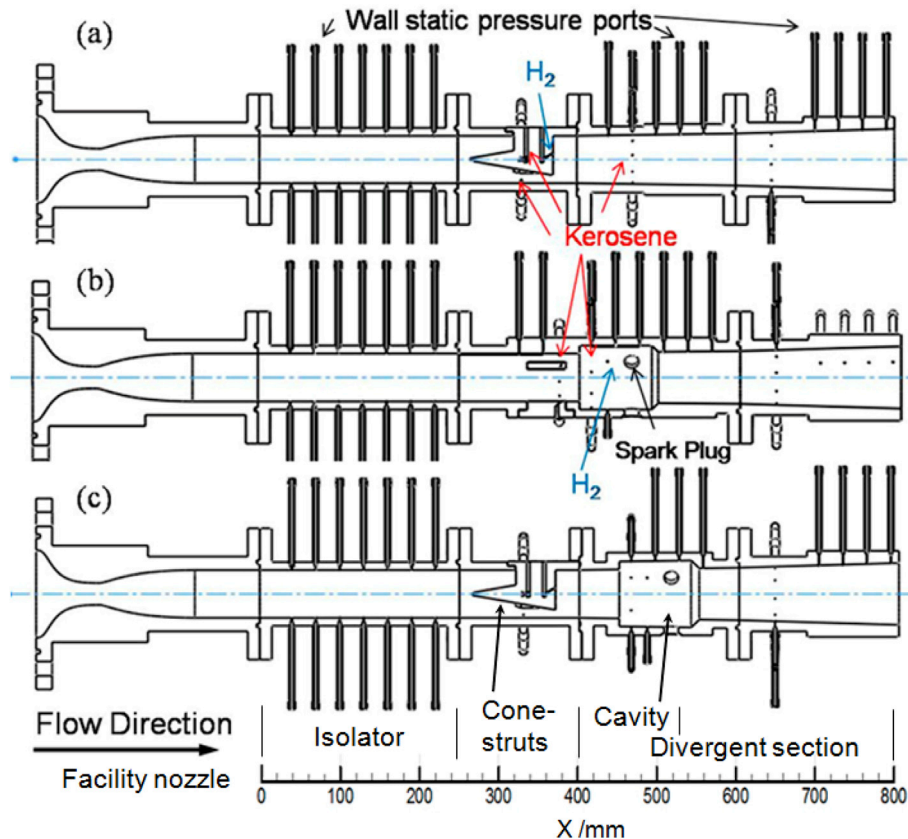 (a)
Wall static pressure ports
H2
Kerosene
(b)
Spark Plug
H2
(c)
Flow Direction
Facility nozzle
Isolator
Cone-
struts
Cavity
Divergent section
0 100 200 300 400 500 600 700 800
X /mm